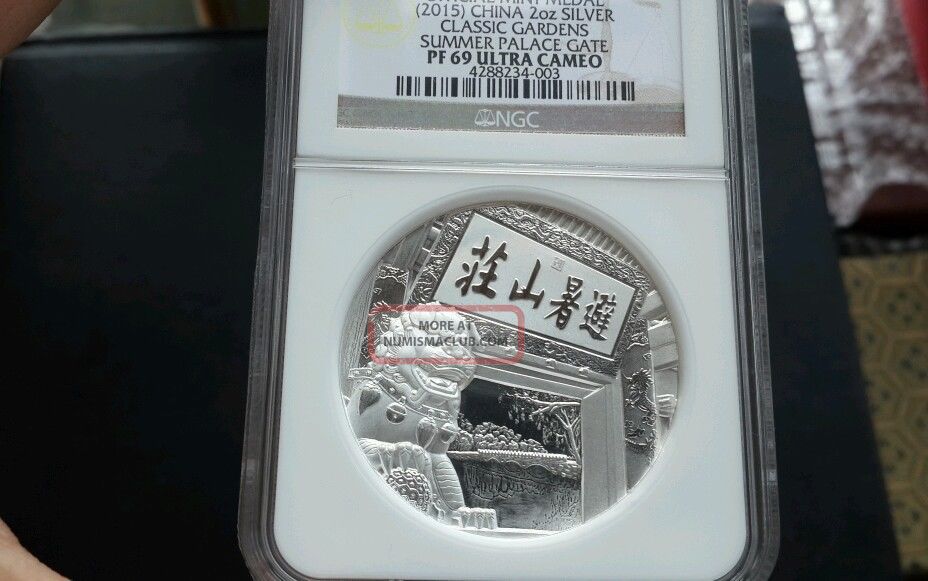 OFFICIAL MINT MEDAL
(2015) CHINA 2oz SILVER
CLASSIC GARDENS
SUMMER PALACE GATE
PF 69 ULTRA CAMEO
4288234-003
NGC
莊山暑避
MORE AT
NUMISMACLUB.COM